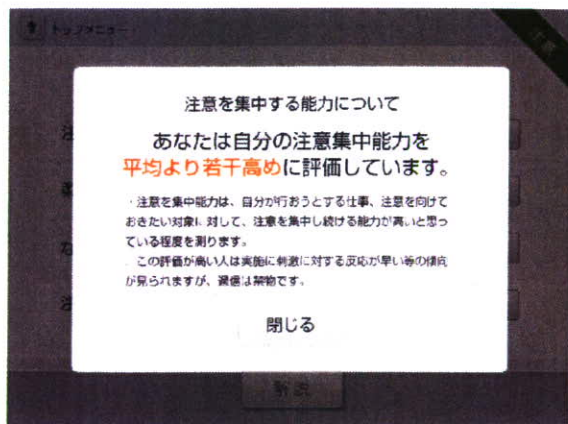 トップメニュー
注意を集中する能力について
あなたは自分の注意集中能力を
平均より若干高めに評価しています。
・注意を集中能力は、自分が行おうとする仕事、注意を向けて
おきたい対象に対して、注意を集中し続ける能力が高いと思っ
ている程度を測ります。
この評価が高い人は実施に刺激に対する反応が早い等の傾向
が見られますが、過信は禁物です。
閉じる
解説